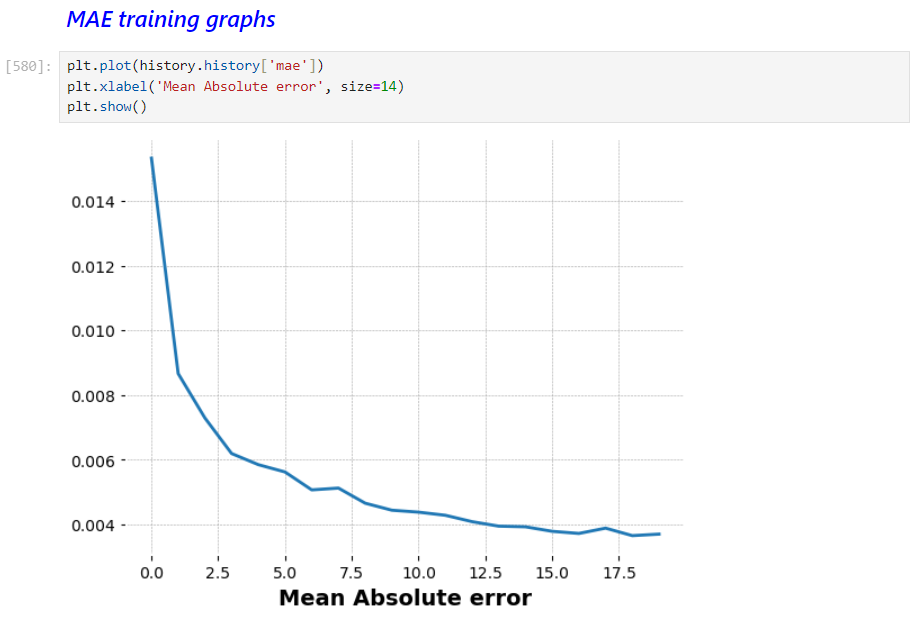 MAE training graphs
[580]: plt.plot(history.history['mae'])
plt.xlabel('Mean Absolute error', size=14)
plt.show()
0.014
0.012
0.010
0.008
0.006
0.004
0.0 2.5 5.0 7.5 10.0 12.5 15.0 17.5
Mean Absolute error